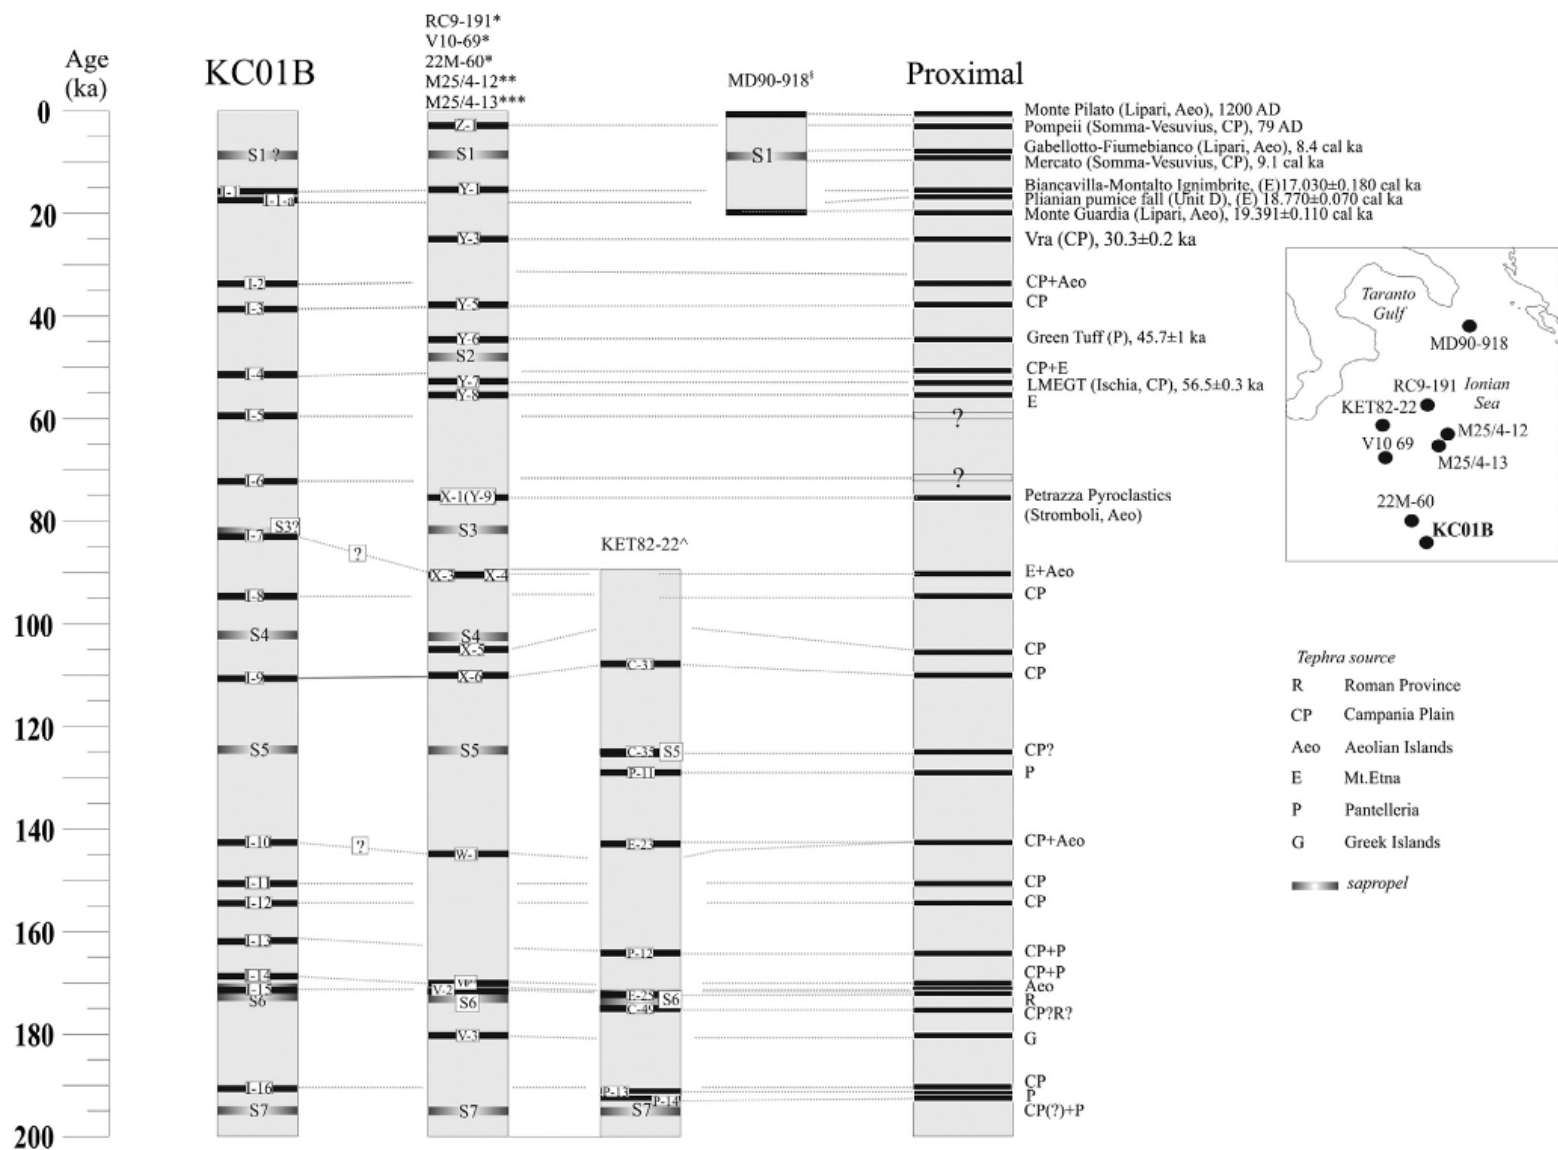 Age
(ka)
KC01B
RC9-191*
V10-69*
22M-60*
M25/4-12**
M25/4-13***
MD90-918§
Proximal
0
20
40
60
80
100
120
140
160
180
200
S1 ?
I-1
I-1-a
I-2
I-3
I-4
I-5
I-6
S3?
I-7
?
I-8
S4
I-9
S5
I-10
?
I-11
I-12
I-13
I-14
I-15
S6
I-16
S7
Z-1
S1
Y-1
Y-3
Y-5
Y-6
S2
Y-7
Y-8
X-1(Y-9)
S3
X-3
X-4
S4
X-5
X-6
S5
W-1
V-2
S6
V-3
S7
KET82-22^
C-31
C-35
S5
P-11
E-23
P-12
E-25
S6
C-49
P-13
P-14
S7
S1
?
?
Monte Pilato (Lipari, Aeo), 1200 AD
Pompeii (Somma-Vesuvius, CP), 79 AD
Gabellotto-Fiumebianco (Lipari, Aeo), 8.4 cal ka
Mercato (Somma-Vesuvius, CP), 9.1 cal ka
Biancavilla-Montalto Ignimbrite, (E)17.030±0.180 cal ka
Plianian pumice fall (Unit D), (E) 18.770±0.070 cal ka
Monte Guardia (Lipari, Aeo), 19.391±0.110 cal ka
Vra (CP), 30.3±0.2 ka
CP+Aeo
CP
Green Tuff (P), 45.7±1 ka
CP+E
LMEGT (Ischia, CP), 56.5±0.3 ka
E
Petrazza Pyroclastics
(Stromboli, Aeo)
E+Aeo
CP
CP
CP
CP?
P
CP+Aeo
CP
CP
CP+P
CP+P
Aeo
R
CP?R?
G
CP
P
CP(?)+P
Taranto
Gulf
MD90-918
RC9-191
Ionian
Sea
KET82-22
M25/4-12
V10 69
M25/4-13
22M-60
KC01B
Tephra source
R Roman Province
CP Campania Plain
Aeo Aeolian Islands
E Mt.Etna
P Pantelleria
G Greek Islands
sapropel